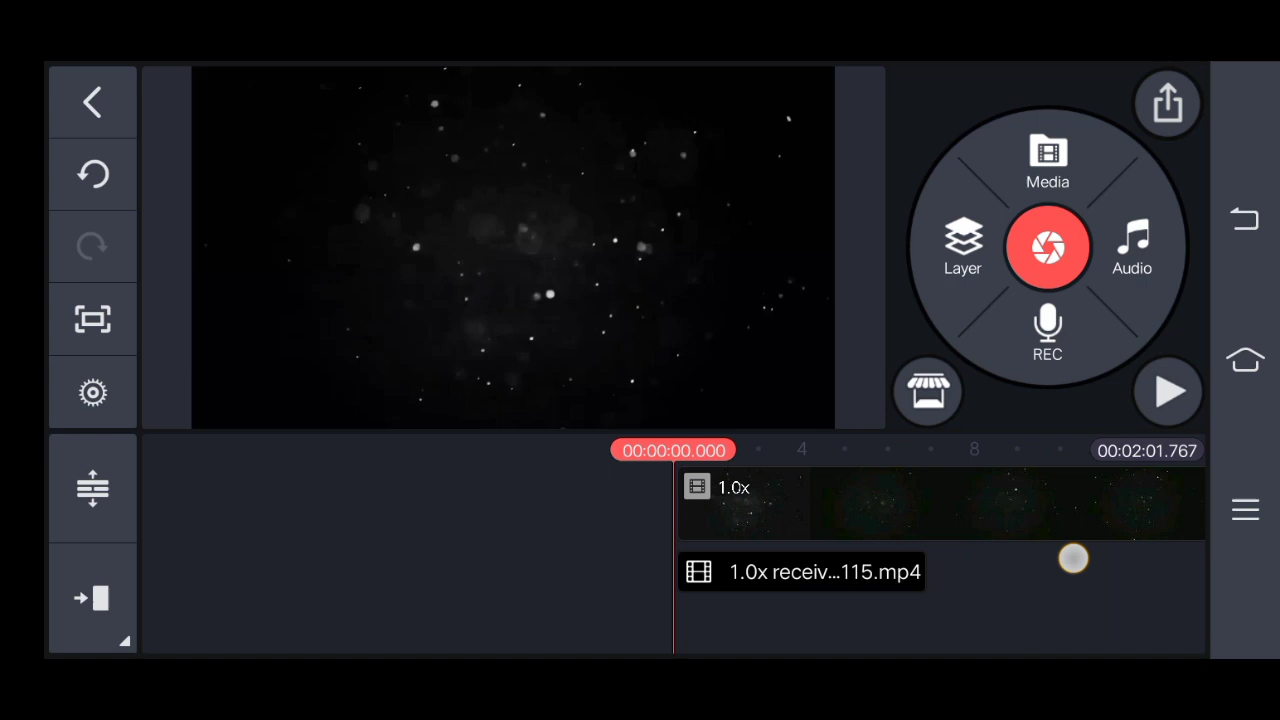 Media
Layer
Audio
REC
00:00:00.000
4
8
00:02:01.767
1.0x
1.0x receiv...115.mp4